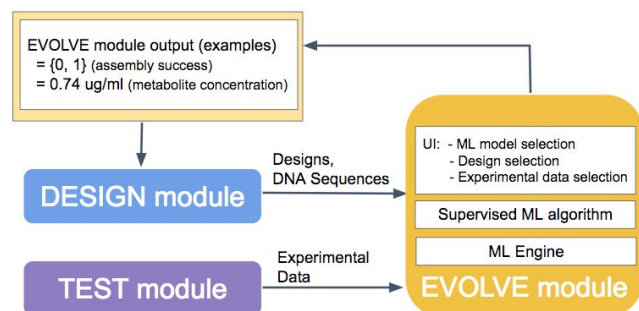 EVOLVE module output (examples)
= {0, 1} (assembly success)
= 0.74 ug/ml (metabolite concentration)
DESIGN module
Designs,
DNA Sequences
UI: - ML model selection
- Design selection
- Experimental data selection
Supervised ML algorithm
ML Engine
EVOLVE module
TEST module
Experimental
Data